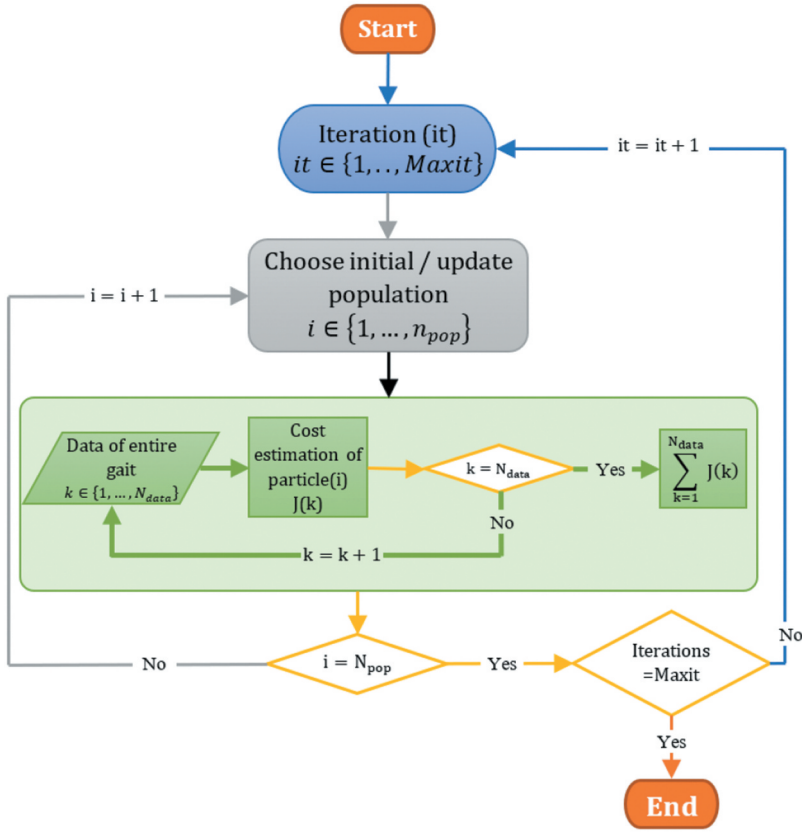 Start
Iteration (it)
it ∈ {1, . . , Maxit}
it = it + 1
Choose initial / update
population
i ∈ {1, … , n_pop}
i = i + 1
Data of entire
gait
k ∈ {1, … , N_data}
Cost
estimation of
particle(i)
J(k)
k = N_data
Yes
N_data
∑ J(k)
k=1
No
k = k + 1
i = N_pop
No
Yes
Iterations
=Maxit
No
Yes
End